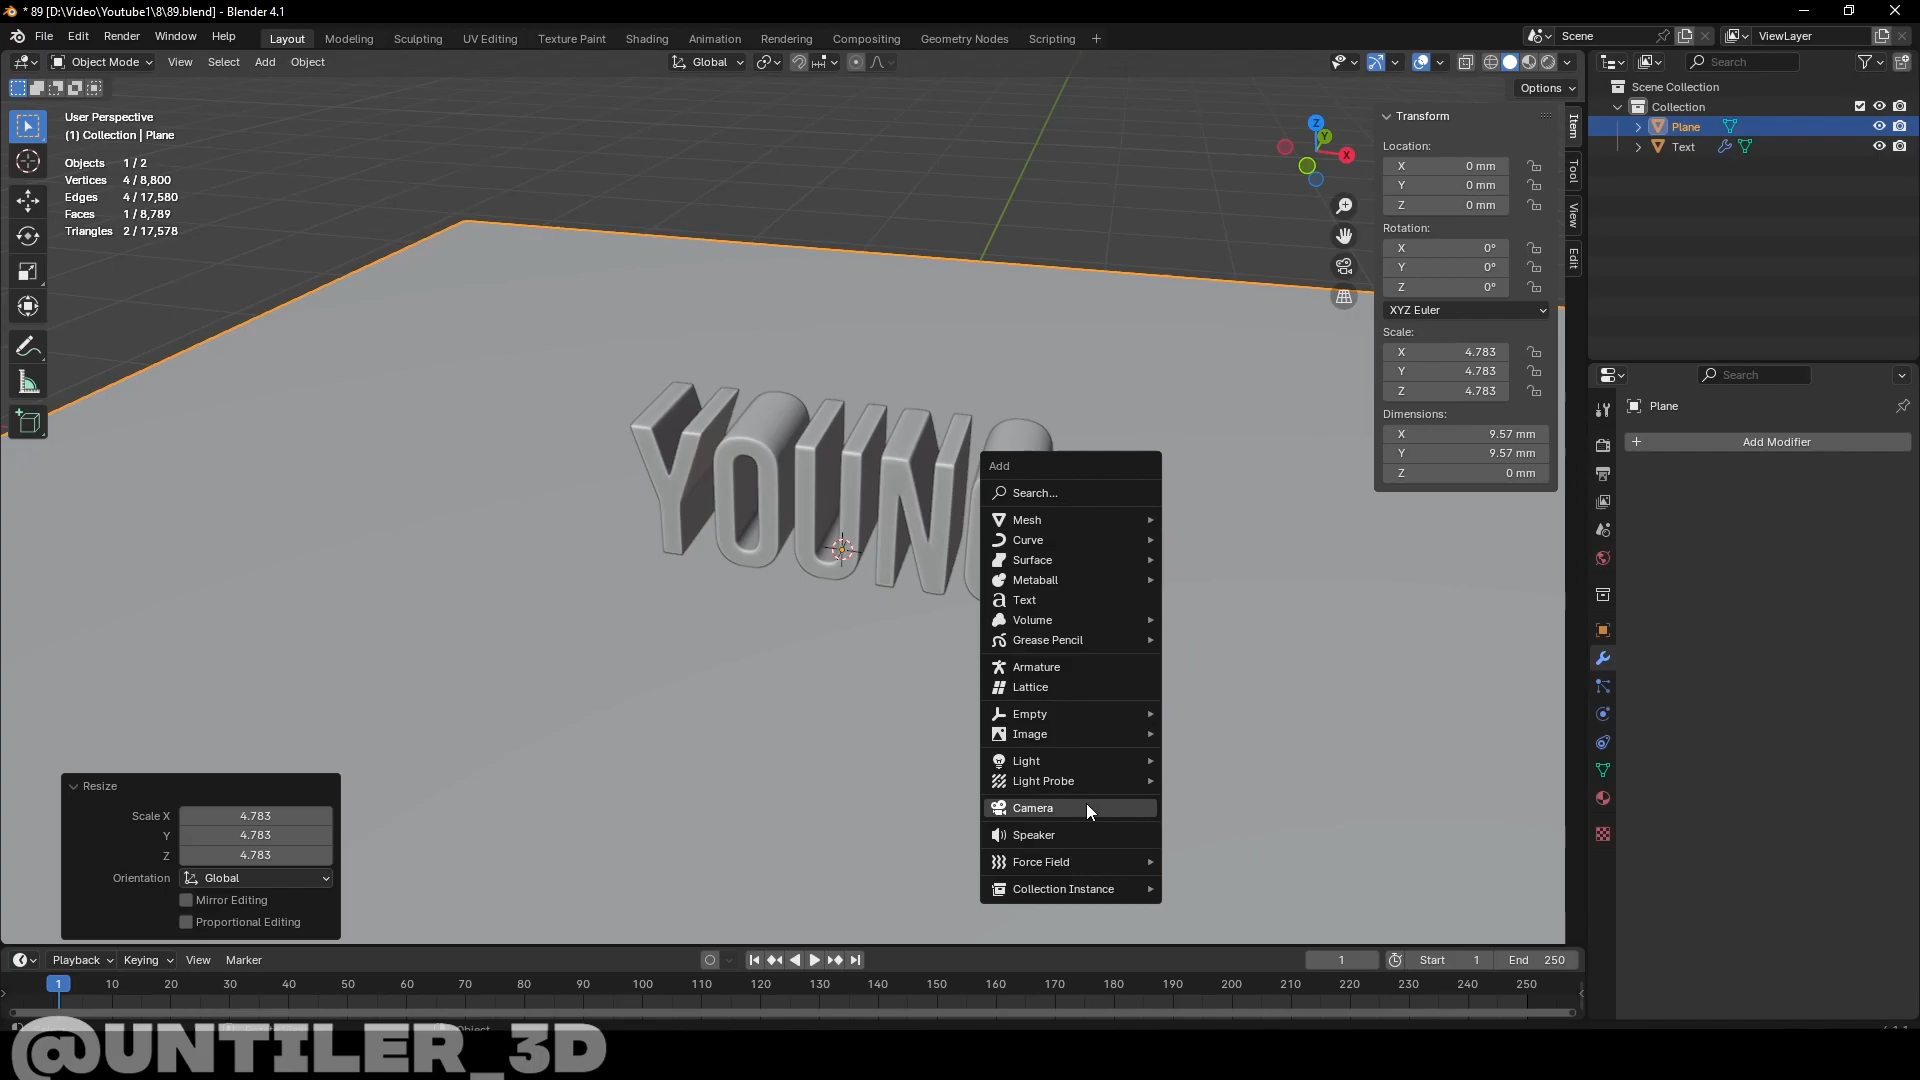 * 89 [D:\Video\Youtube1\8\89.blend] - Blender 4.1
File Edit Render Window Help Layout Modeling Sculpting UV Editing Texture Paint Shading Animation Rendering Compositing Geometry Nodes Scripting + Scene ViewLayer
Object Mode View Select Add Object Global Search
Options
User Perspective
(1) Collection | Plane
Objects 1 / 2
Vertices 4 / 8,800
Edges 4 / 17,580
Faces 1 / 8,789
Triangles 2 / 17,578
Z
Y
X
Transform
Location:
X 0 mm
Y 0 mm
Z 0 mm
Rotation:
X 0°
Y 0°
Z 0°
XYZ Euler
Scale:
X 4.783
Y 4.783
Z 4.783
Dimensions:
X 9.57 mm
Y 9.57 mm
Z 0 mm
Item
Tool
View
Edit
Scene Collection
Collection
Plane
Text
Search
Plane
+ Add Modifier
YOUN
Add
Search...
Mesh
Curve
Surface
Metaball
Text
Volume
Grease Pencil
Armature
Lattice
Empty
Image
Light
Light Probe
Camera
Speaker
Force Field
Collection Instance
Resize
Scale X 4.783
Y 4.783
Z 4.783
Orientation Global
Mirror Editing
Proportional Editing
Playback Keying View Marker 1 Start 1 End 250
1 10 20 30 40 50 60 70 80 90 100 110 120 130 140 150 160 170 180 190 200 210 220 230 240 250
@UNTILER_3D